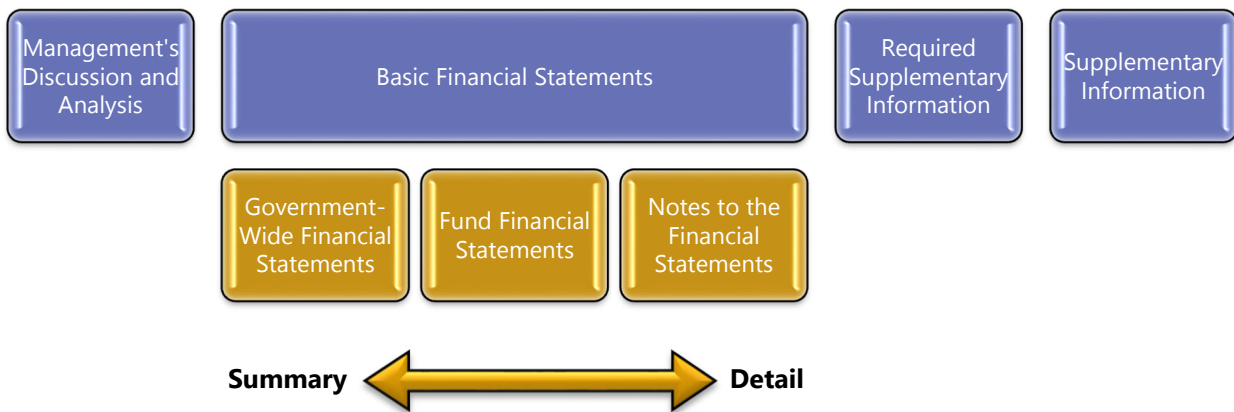 Management's
Discussion and
Analysis
Basic Financial Statements
Required
Supplementary
Information
Supplementary
Information
Government-
Wide Financial
Statements
Fund Financial
Statements
Notes to the
Financial
Statements
Summary
Detail